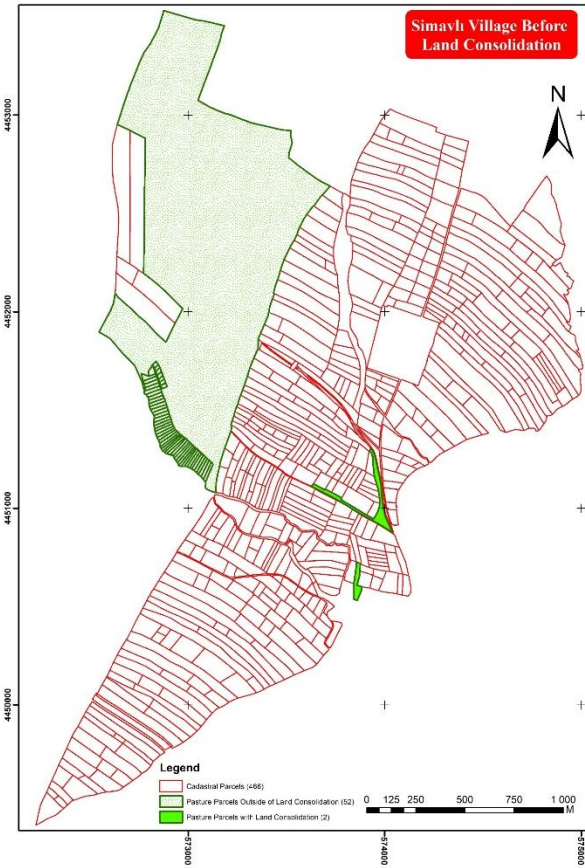 Simavlı Village Before
Land Consolidation
N
4453000
4452000
4451000
4450000
Legend
Cadastral Parcels (466)
Pasture Parcels Outside of Land Consolidation (52)
Pasture Parcels with Land Consolidation (2)
0 125 250 500 750 1 000
M
573000
574000
575000